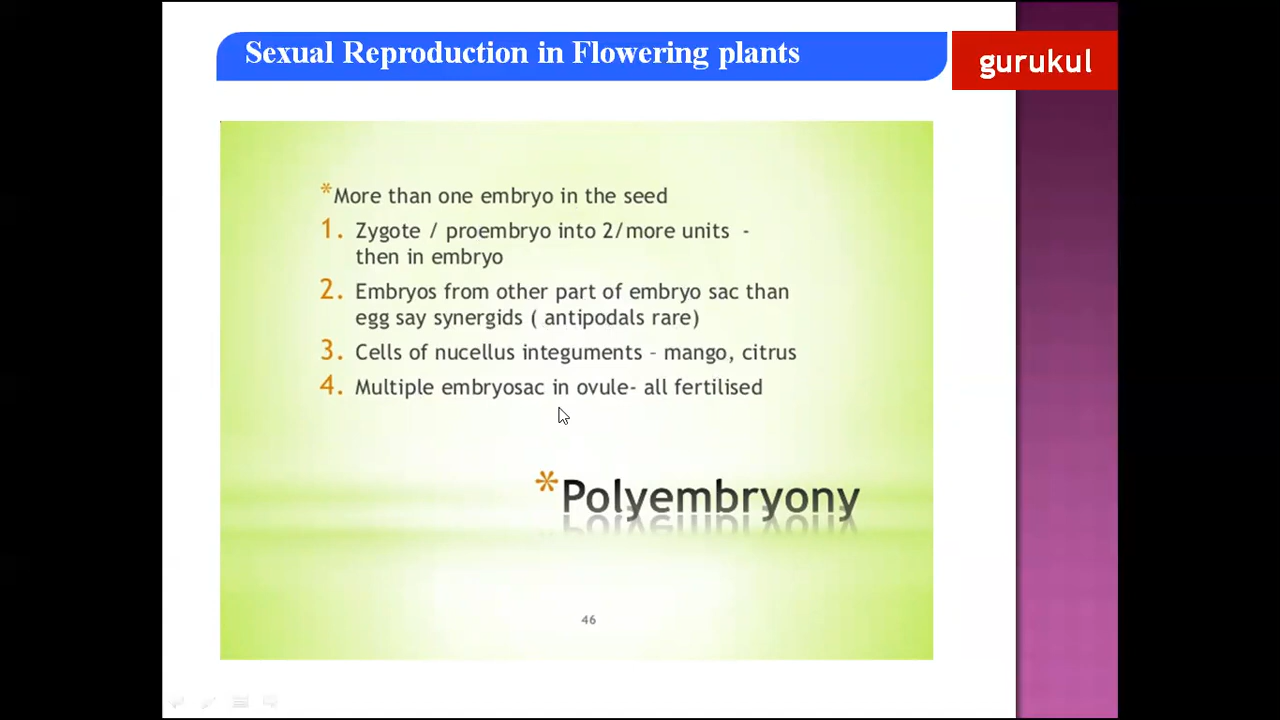 Sexual Reproduction in Flowering plants
gurukul
*More than one embryo in the seed
1. Zygote / proembryo into 2/more units -
then in embryo
2. Embryos from other part of embryo sac than
egg say synergids ( antipodals rare)
3. Cells of nucellus integuments – mango, citrus
4. Multiple embryosac in ovule- all fertilised
*Polyembryony
46